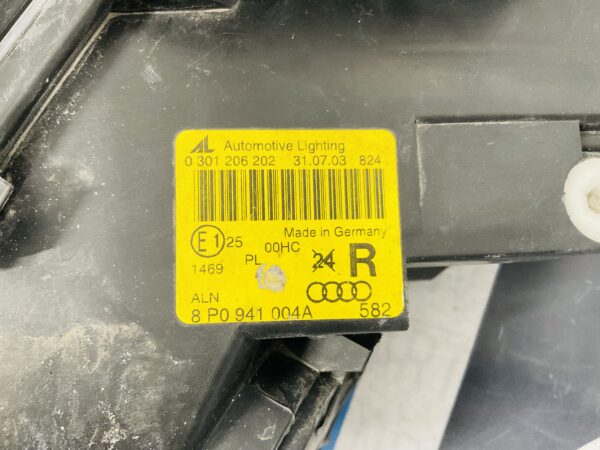 AL Automotive Lighting
0 301 206 202 31.07.03 824
Made in Germany
E1 25 00HC 24 R
1469 PL
ALN
8 P0 941 004A 582